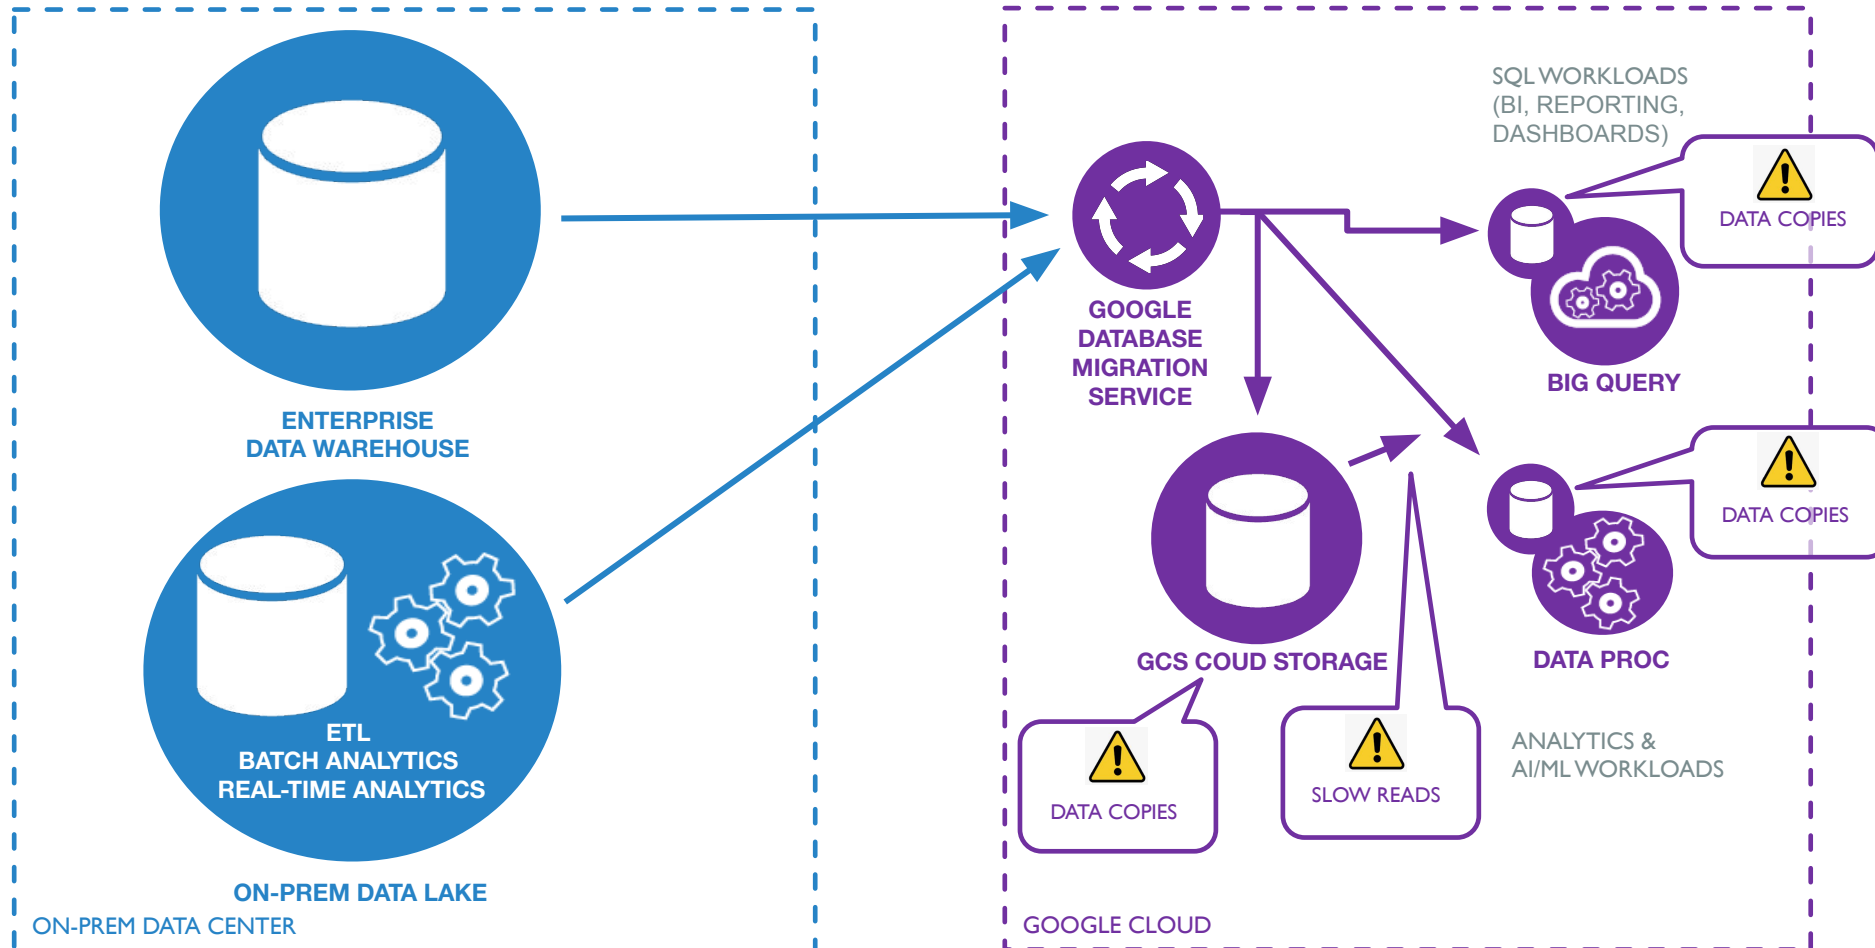 ENTERPRISE
DATA WAREHOUSE
ETL
BATCH ANALYTICS
REAL-TIME ANALYTICS
ON-PREM DATA LAKE
ON-PREM DATA CENTER
GOOGLE
DATABASE
MIGRATION
SERVICE
SQL WORKLOADS
(BI, REPORTING,
DASHBOARDS)
DATA COPIES
BIG QUERY
DATA COPIES
GCS COUD STORAGE
DATA PROC
DATA COPIES
SLOW READS
ANALYTICS &
AI/ML WORKLOADS
GOOGLE CLOUD